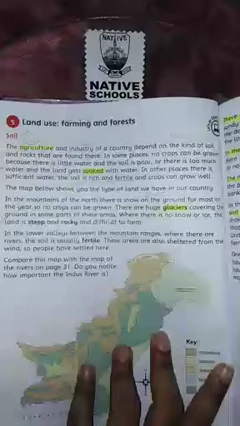 NATIVE
NATIVE
SCHOOLS
5 Land use: farming and forests
Soil
The agriculture and industry of a country depend on the kind of soil
and rocks that are found there. In some places, no crops can be grown
because there is little water and the soil is poor, or there is too much
water and the land gets soaked with water. In other places there is
sufficient water, the soil is rich and fertile and crops can grow well.
The map below shows you the type of land we have in our country.
In the mountains of the north there is snow on the ground for most of
the year, so no crops can be grown. There are huge glaciers covering the
ground in some parts of these areas. Where there is no snow or ice, the
land is steep and rocky and difficult to farm.
In the lower valleys between the mountain ranges, where there are
rivers, the soil is usually fertile. These areas are also sheltered from the
wind, so people have settled here.
Compare this map with the map of
the rivers on page 31. Do you notice
how important the Indus River is?
Key